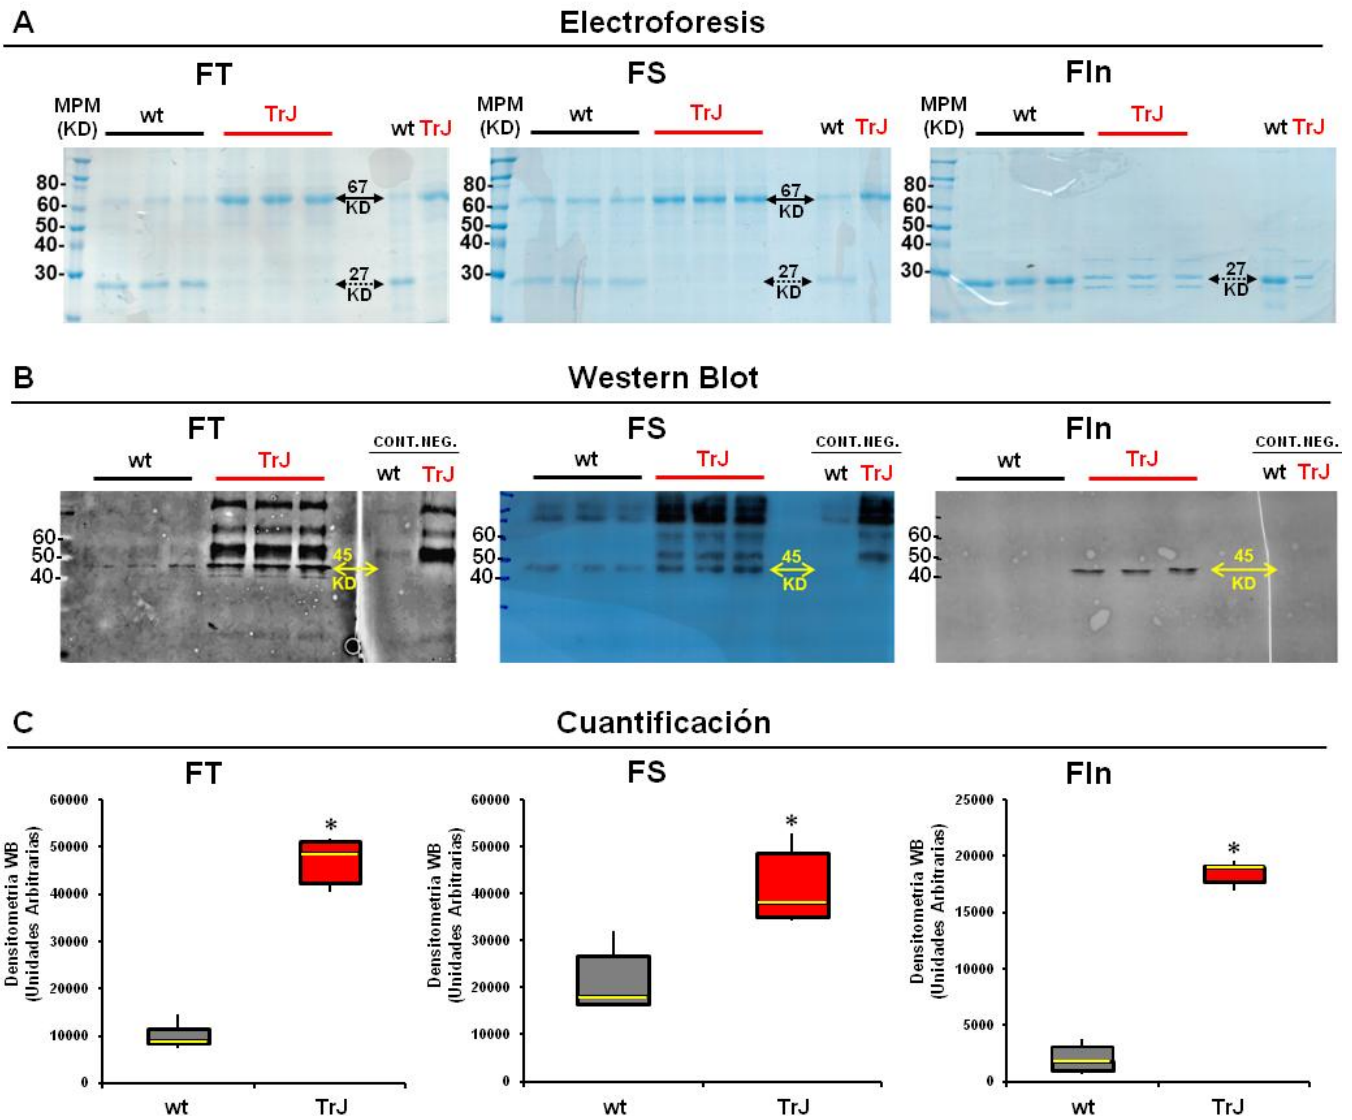 A Electroforesis
FT FS FIn
MPM (KD) wt TrJ wt TrJ
80-
60-
50-
40-
30-
67 KD
27 KD
MPM (KD) wt TrJ wt TrJ
80-
60-
50-
40-
30-
67 KD
27 KD
MPM (KD) wt TrJ wt TrJ
80-
60-
50-
40-
30-
27 KD
B Western Blot
FT FS FIn
wt TrJ CONT.NEG. wt TrJ
60-
50-
40-
45 KD
wt TrJ CONT.NEG. wt TrJ
60-
50-
40-
45 KD
wt TrJ CONT.NEG. wt TrJ
60-
50-
40-
45 KD
C Cuantificación
FT
Densitometria WB
(Unidades Arbitrarias)
60000
50000
40000
30000
20000
10000
0
*
wt TrJ
FS
Densitometria WB
(Unidades Arbitrarias)
60000
50000
40000
30000
20000
10000
0
*
wt TrJ
FIn
Densitometria WB
(Unidades Arbitrarias)
25000
20000
15000
10000
5000
0
*
wt TrJ